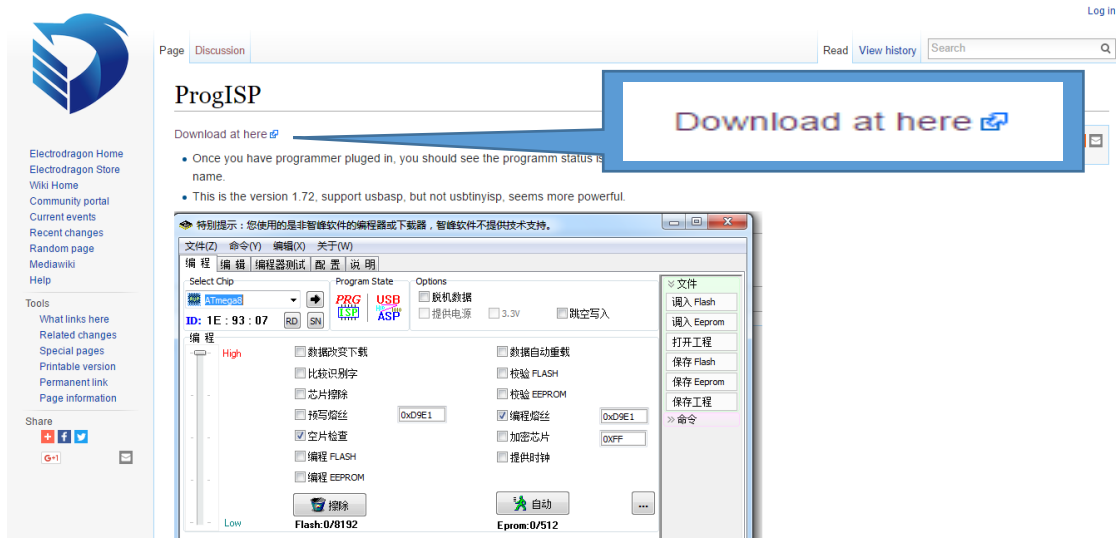 Log in
Page Discussion
Read View history Search
ProgISP
Download at here
Download at here
Once you have programmer pluged in, you should see the programm status is
name.
This is the version 1.72, support usbasp, but not usbtinyisp, seems more powerful.
Electrodragon Home
Electrodragon Store
Wiki Home
Community portal
Current events
Recent changes
Random page
Mediawiki
Help
Tools
What links here
Related changes
Special pages
Printable version
Permanent link
Page information
Share
G+1
特别提示：您使用的是非智峰软件的编程器或下载器，智峰软件不提供技术支持。
文件(Z) 命令(Y) 编辑(X) 关于(W)
编 程 编 辑 编程器测试 配 置 说 明
Select Chip Program State Options
ATmega8 PRG ISP USB ASP 脱机数据
提供电源 3.3V 跳空写入
ID: 1E : 93 : 07 RD SN
编 程
High 数据改变下载 数据自动重载
比较识别字 校验 FLASH
芯片擦除 校验 EEPROM
预写熔丝 0xD9E1 编程熔丝 0xD9E1
空片检查 加密芯片 0XFF
编程 FLASH 提供时钟
编程 EEPROM
擦除 自动 ...
Low Flash:0/8192 Eprom:0/512
文件
调入 Flash
调入 Eeprom
打开工程
保存 Flash
保存 Eeprom
保存工程
命令